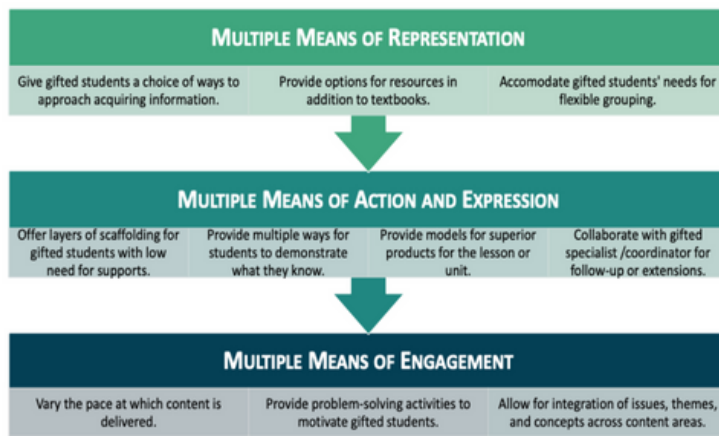 MULTIPLE MEANS OF REPRESENTATION
Give gifted students a choice of ways to
approach acquiring information.
Provide options for resources in
addition to textbooks.
Accomodate gifted students' needs for
flexible grouping.
MULTIPLE MEANS OF ACTION AND EXPRESSION
Offer layers of scaffolding for
gifted students with low
need for supports.
Provide multiple ways for
students to demonstrate
what they know.
Provide models for superior
products for the lesson or
unit.
Collaborate with gifted
specialist /coordinator for
follow-up or extensions.
MULTIPLE MEANS OF ENGAGEMENT
Vary the pace at which content is
delivered.
Provide problem-solving activities to
motivate gifted students.
Allow for integration of issues, themes,
and concepts across content areas.